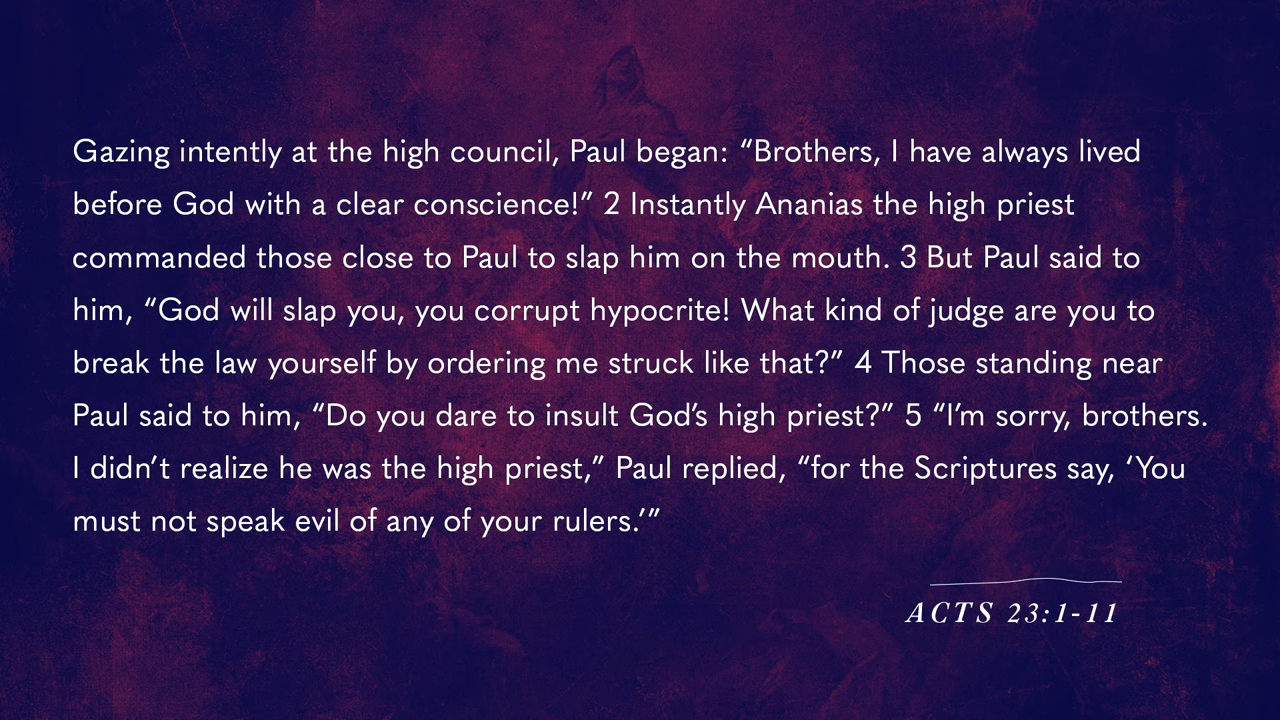 Gazing intently at the high council, Paul began: “Brothers, I have always lived
before God with a clear conscience!” 2 Instantly Ananias the high priest
commanded those close to Paul to slap him on the mouth. 3 But Paul said to
him, “God will slap you, you corrupt hypocrite! What kind of judge are you to
break the law yourself by ordering me struck like that?” 4 Those standing near
Paul said to him, “Do you dare to insult God’s high priest?” 5 “I’m sorry, brothers.
I didn’t realize he was the high priest,” Paul replied, “for the Scriptures say, ‘You
must not speak evil of any of your rulers.’”
ACTS 23:1-11